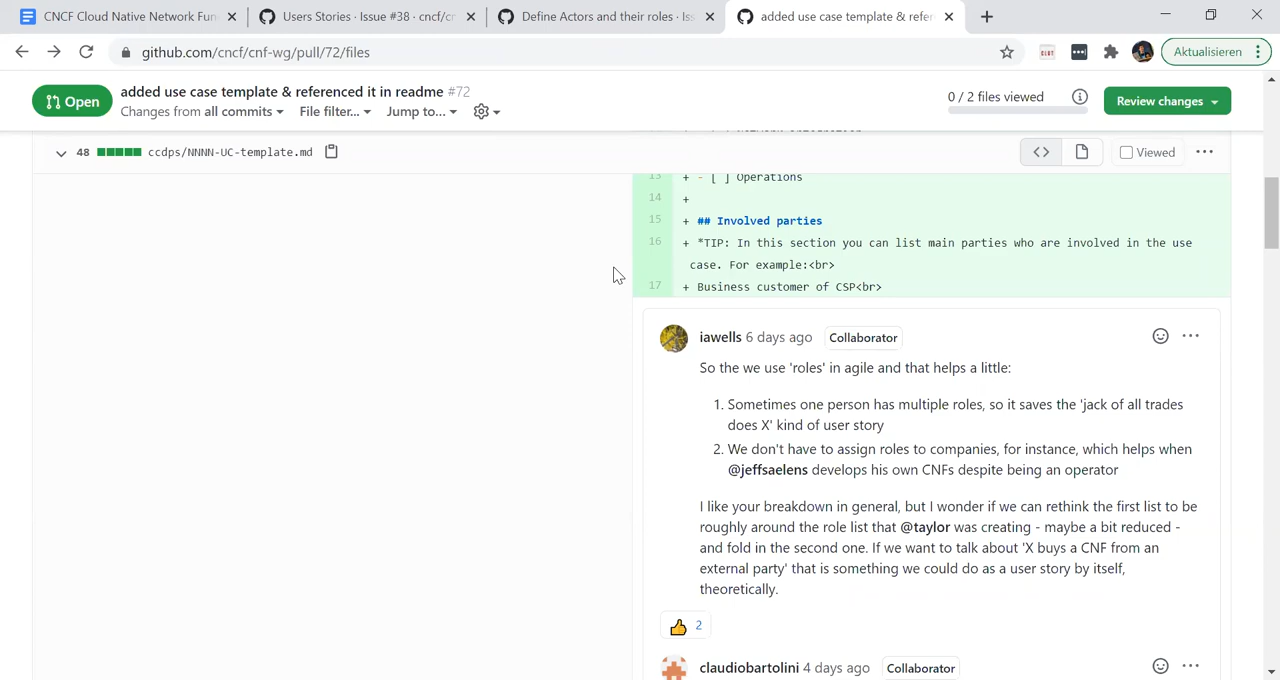 CNCF Cloud Native Network Fun
Users Stories · Issue #38 · cncf/c
Define Actors and their roles · Iss
added use case template & refer
github.com/cncf/cnf-wg/pull/72/files
Aktualisieren
Open
added use case template & referenced it in readme #72
Changes from all commits
File filter...
Jump to...
0 / 2 files viewed
Review changes
48
ccdps/NNNN-UC-template.md
Viewed
13 + - [ ] Operations
14 +
15 + ## Involved parties
16 + *TIP: In this section you can list main parties who are involved in the use
case. For example:<br>
17 + Business customer of CSP<br>
iawells 6 days ago Collaborator
So the we use 'roles' in agile and that helps a little:
1. Sometimes one person has multiple roles, so it saves the 'jack of all trades
does X' kind of user story
2. We don't have to assign roles to companies, for instance, which helps when
@jeffsaelens develops his own CNFs despite being an operator
I like your breakdown in general, but I wonder if we can rethink the first list to be
roughly around the role list that @taylor was creating - maybe a bit reduced -
and fold in the second one. If we want to talk about 'X buys a CNF from an
external party' that is something we could do as a user story by itself,
theoretically.
2
claudiobartolini 4 days ago Collaborator